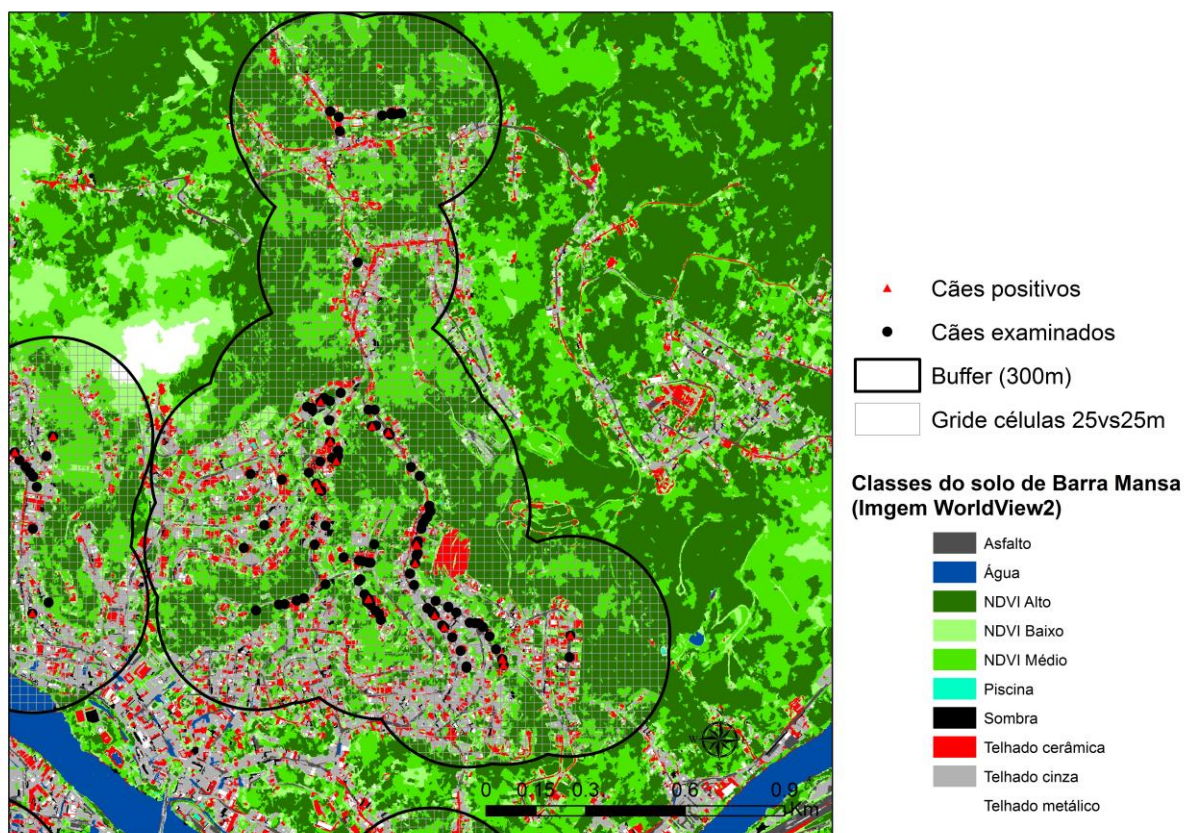 Cães positivos
Cães examinados
Buffer (300m)
Gride células 25vs25m
Classes do solo de Barra Mansa
(Imgem WorldView2)
Asfalto
Água
NDVI Alto
NDVI Baixo
NDVI Médio
Piscina
Sombra
Telhado cerâmica
Telhado cinza
Telhado metálico
0 0,15 0,3 0,6 0,9
Km